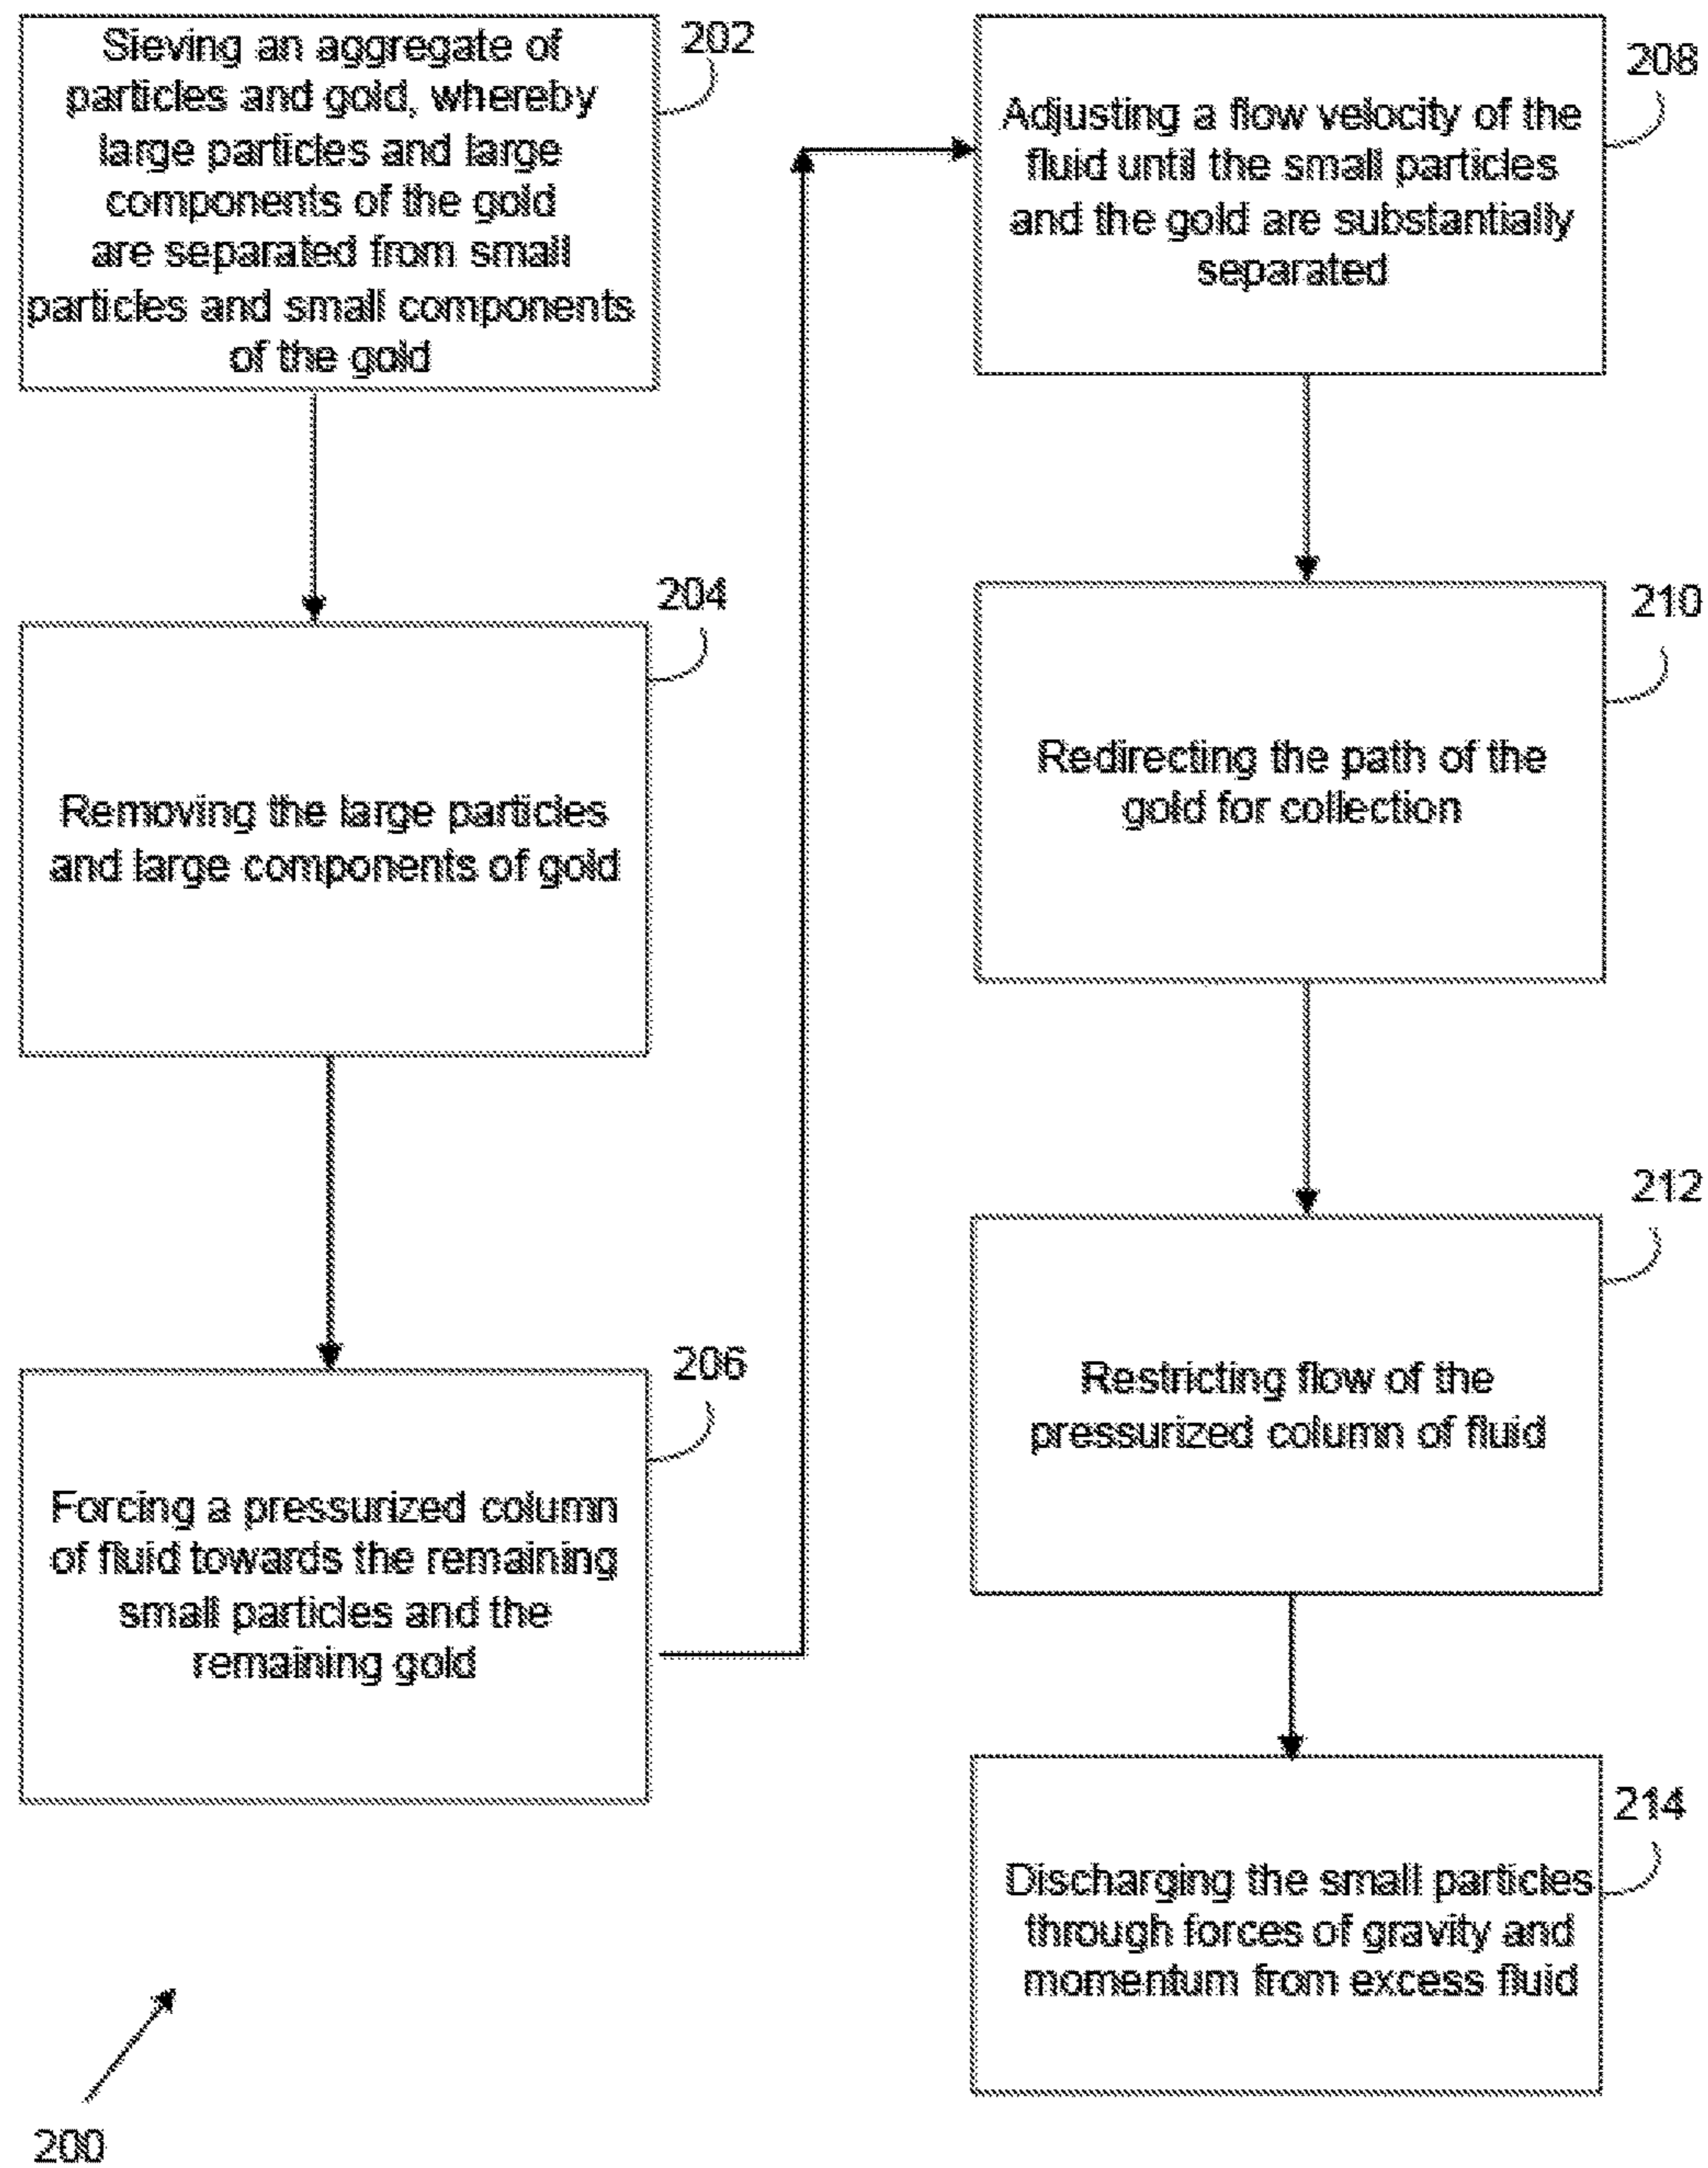 Sieving an aggregate of
particles and gold, whereby
large particles and large
components of the gold
are separated from small
particles and small components
of the gold
202
Removing the large particles
and large components of gold
204
Forcing a pressurized column
of fluid towards the remaining
small particles and the
remaining gold
206
Adjusting a flow velocity of the
fluid until the small particles
and the gold are substantially
separated
208
Redirecting the path of the
gold for collection
210
Restricting flow of the
pressurized column of fluid
212
Discharging the small particles
through forces of gravity and
momentum from excess fluid
214
200